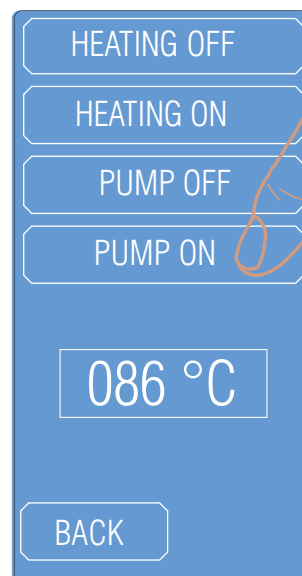 HEATING OFF
HEATING ON
PUMP OFF
PUMP ON
086 °C
BACK